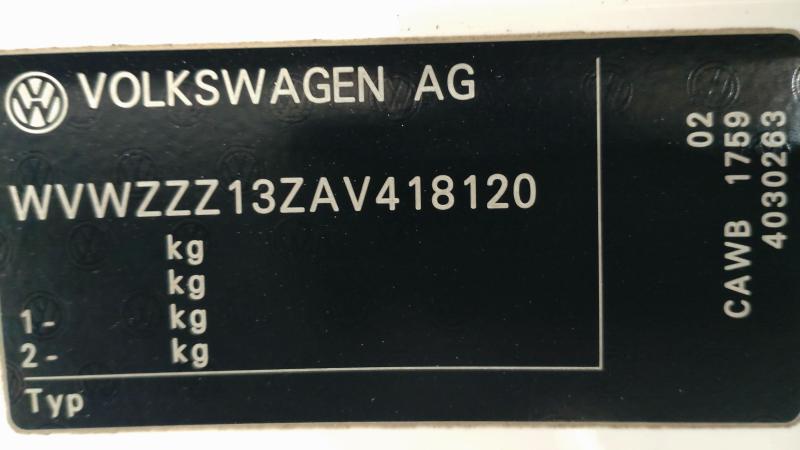 VOLKSWAGEN AG
WVWZZZ13ZAV418120
kg
kg
1- kg
2- kg
Typ
02
CAWB 1759
4030263